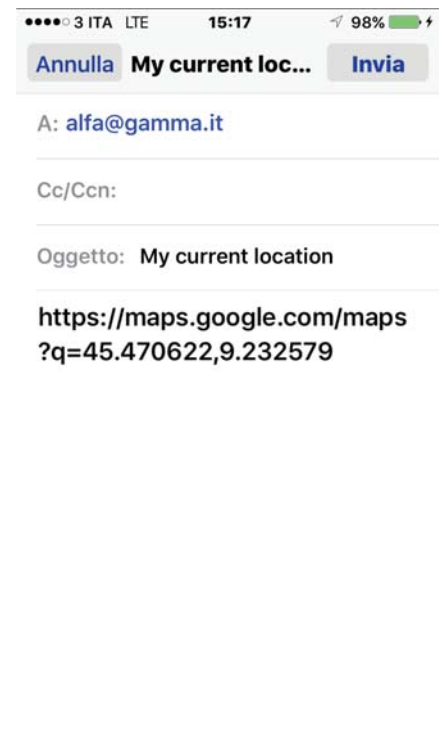 3 ITA LTE 15:17 98%
Annulla My current loc... Invia
A: alfa@gamma.it
Cc/Ccn:
Oggetto: My current location
https://maps.google.com/maps
?q=45.470622,9.232579